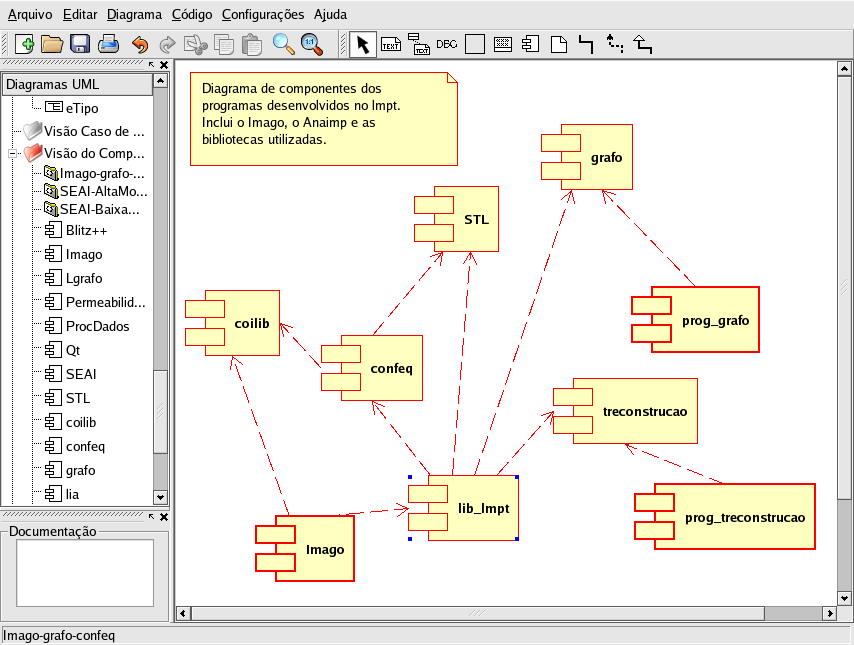 Arquivo Editar Diagrama Código Configurações Ajuda
TEXT TEXT DBC
1:1
Diagramas UML
eTipo
Visão Caso de ...
Visão do Comp...
Imago-grafo-...
SEAI-AltaMo...
SEAI-Baixa...
Blitz++
Imago
Lgrafo
Permeabilid...
ProcDados
Qt
SEAI
STL
coilib
confeq
grafo
lia
Documentação
Diagrama de componentes dos
programas desenvolvidos no lmpt.
Inclui o Imago, o Anaimp e as
bibliotecas utilizadas.
grafo
STL
prog_grafo
coilib
confeq
treconstrucao
lib_lmpt
prog_treconstrucao
Imago
Imago-grafo-confeq